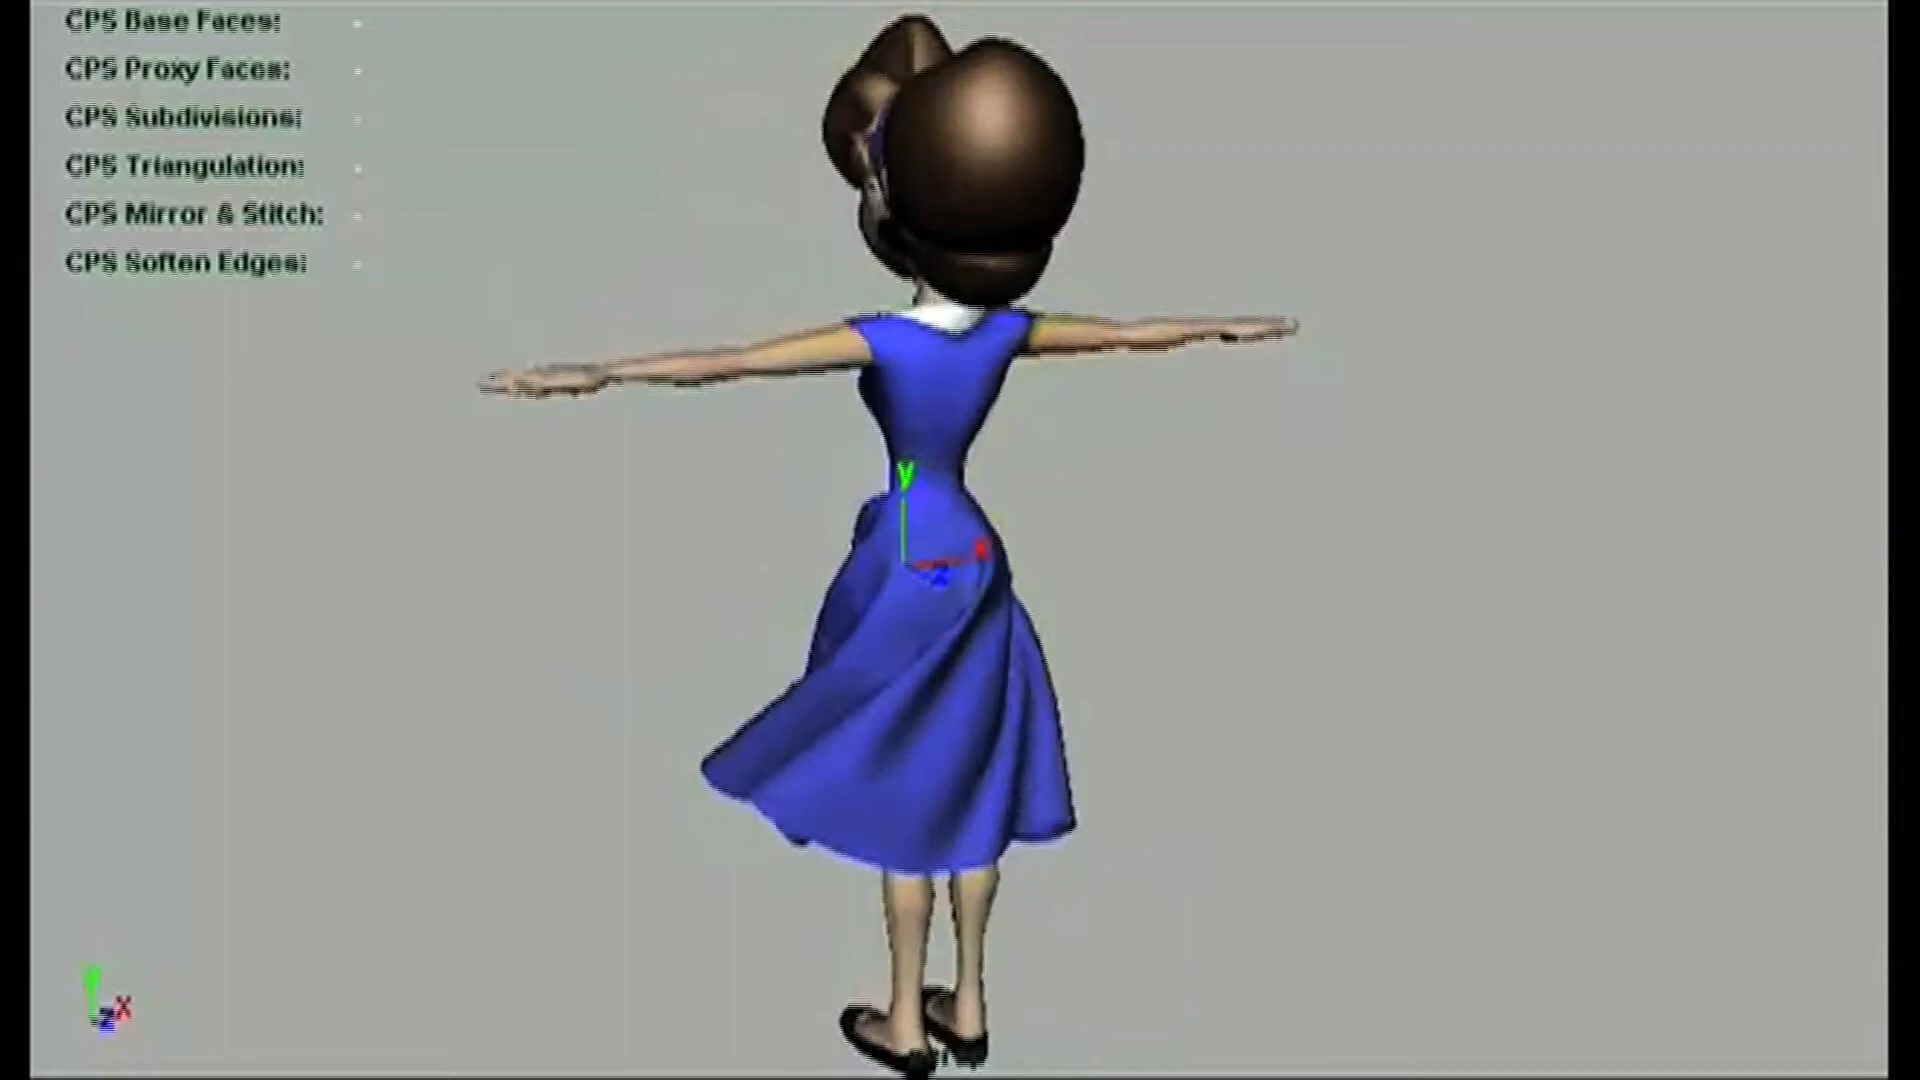 CPS Base Faces:
CPS Proxy Faces:
CPS Subdivisions:
CPS Triangulation:
CPS Mirror & Stitch:
CPS Soften Edges:
y
x
z
y
x
z